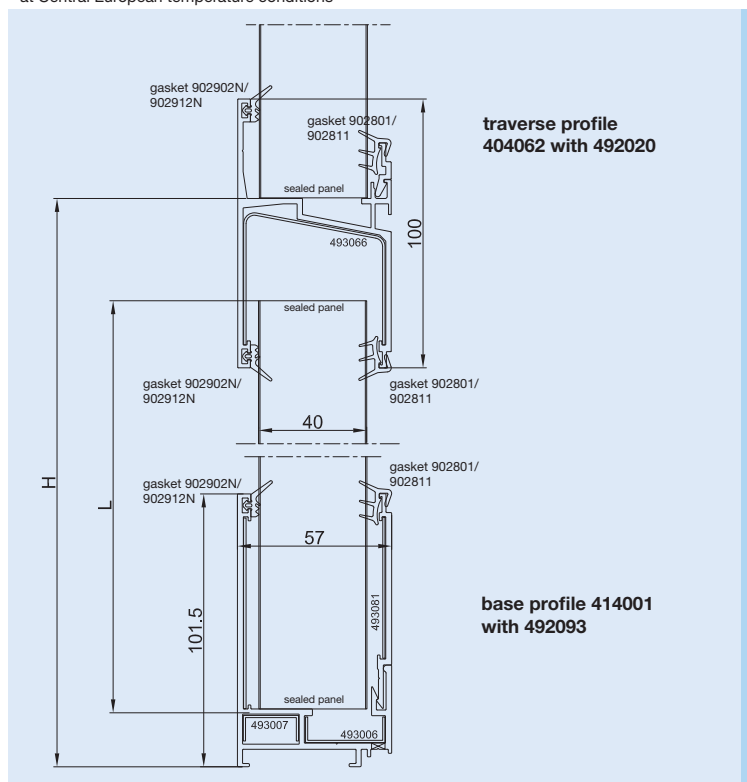 at Central European temperature conditions
gasket 902902N/
902912N
gasket 902801/
902811
traverse profile
404062 with 492020
sealed panel
100
493066
sealed panel
gasket 902902N/
902912N
gasket 902801/
902811
40
gasket 902902N/
902912N
gasket 902801/
902811
H
L
57
101.5
493081
base profile 414001
with 492093
sealed panel
493007
493006